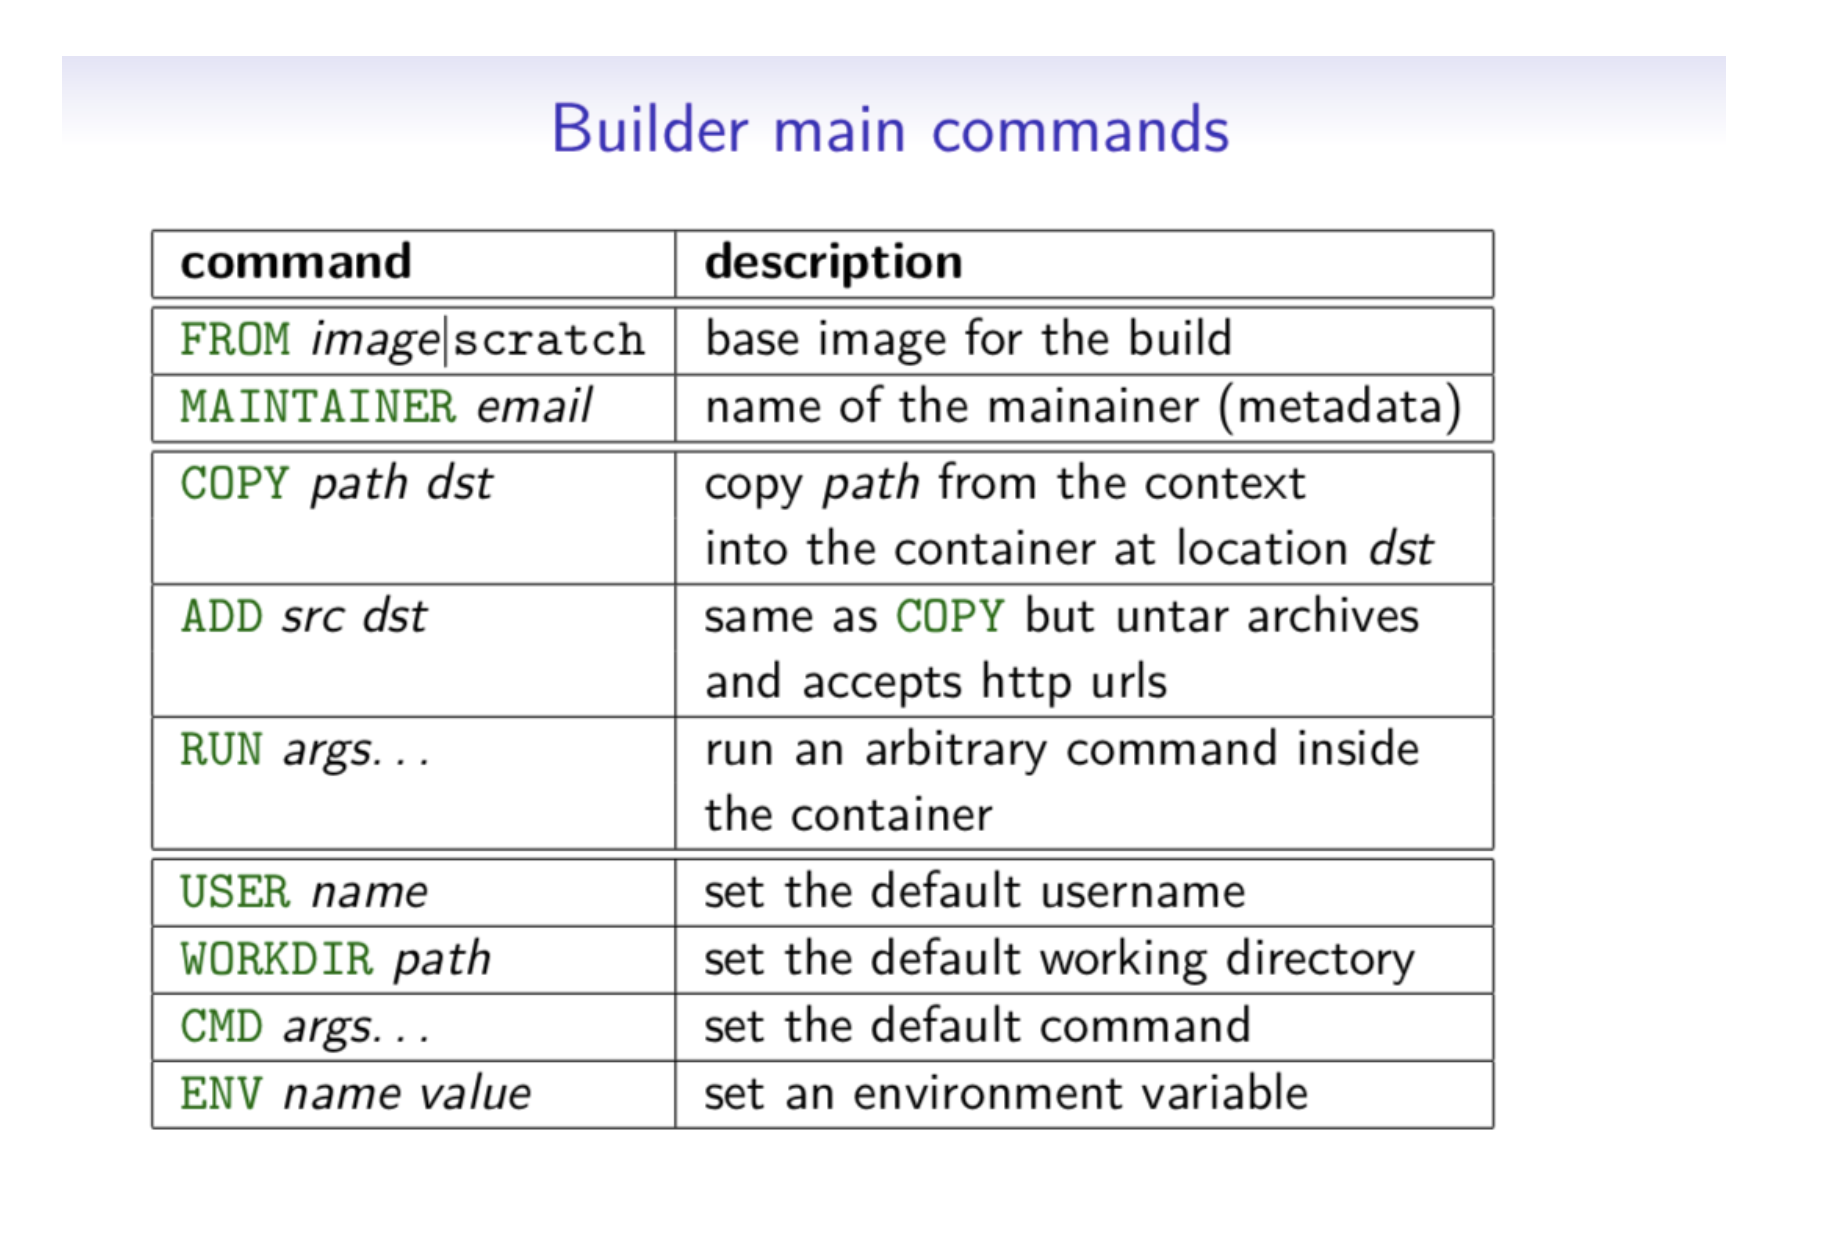 Builder main commands
command description
FROM image|scratch base image for the build
MAINTAINER email name of the mainainer (metadata)
COPY path dst copy path from the context
into the container at location dst
ADD src dst same as COPY but untar archives
and accepts http urls
RUN args... run an arbitrary command inside
the container
USER name set the default username
WORKDIR path set the default working directory
CMD args... set the default command
ENV name value set an environment variable